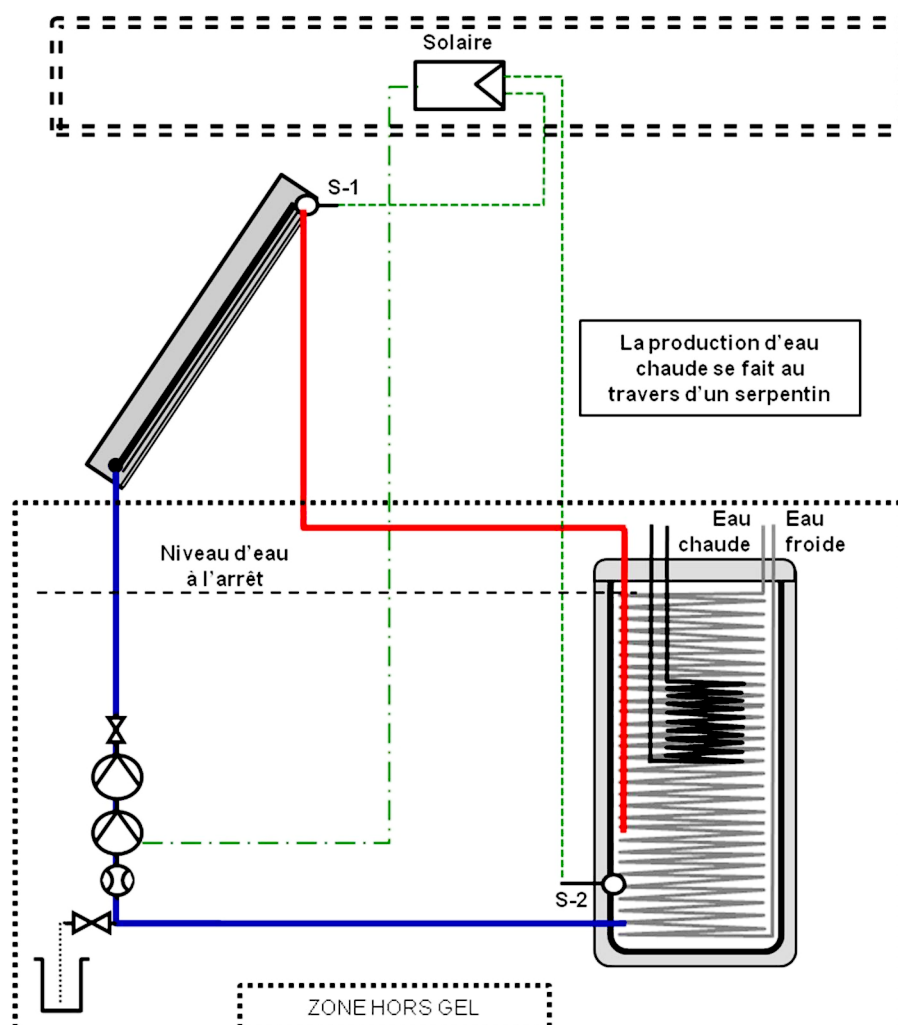 Solaire
S-1
La production d'eau
chaude se fait au
travers d'un serpentin
Eau
chaude
Eau
froide
Niveau d'eau
à l'arrêt
S-2
ZONE HORS GEL